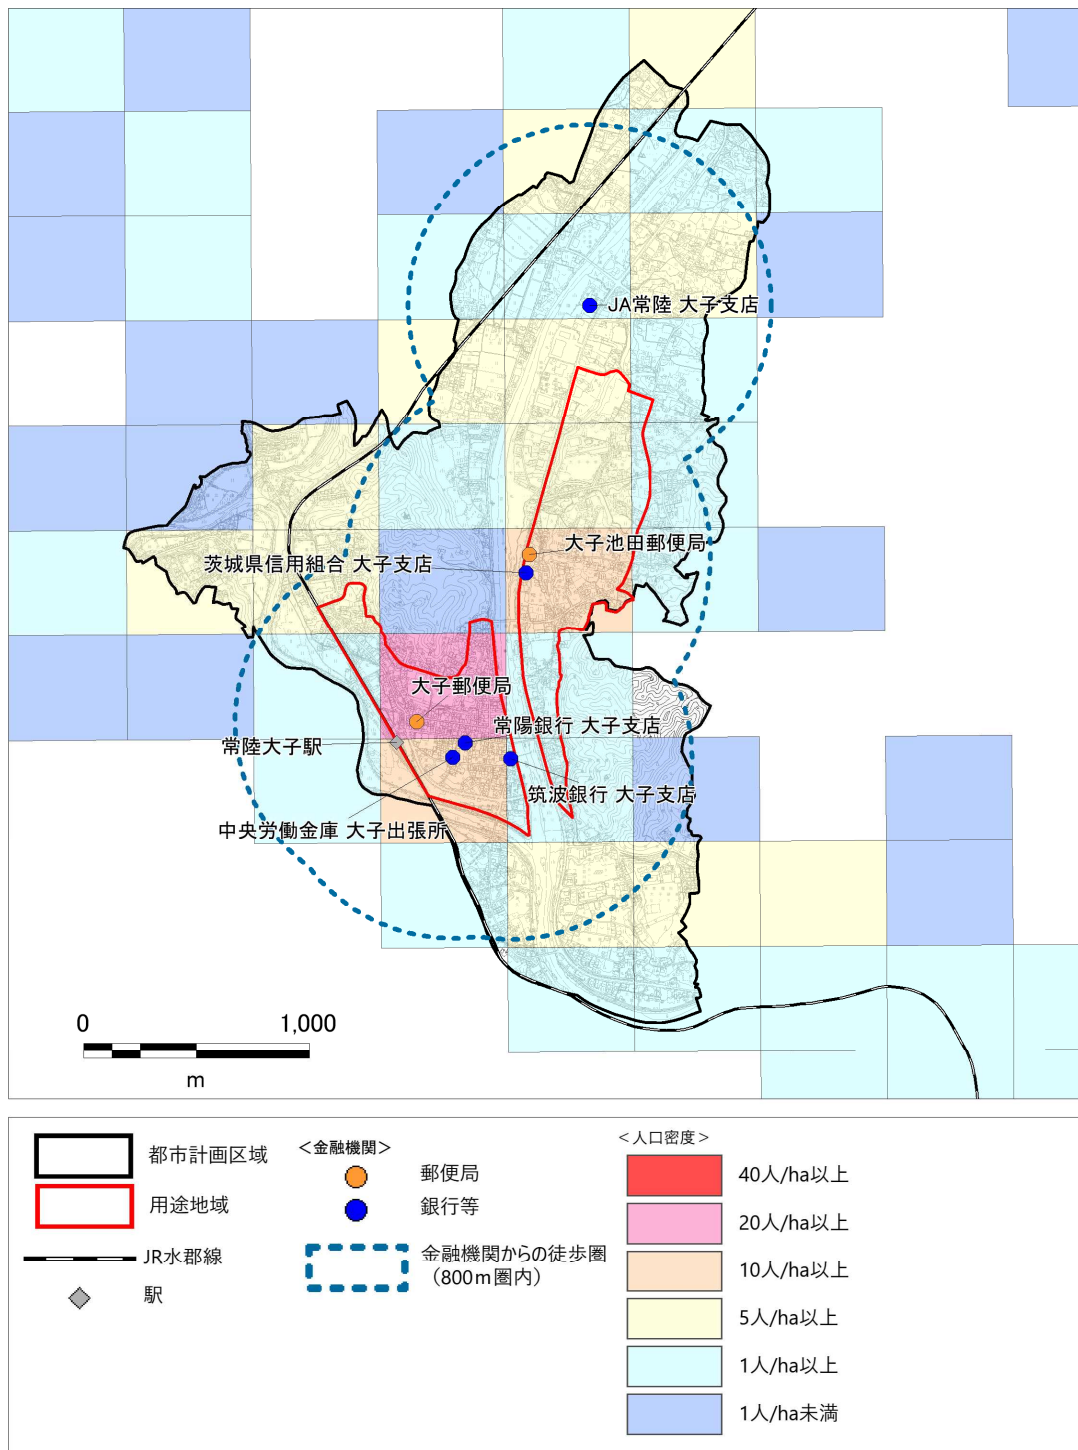 JA常陸 大子支店
大子池田郵便局
茨城県信用組合 大子支店
大子郵便局
常陽銀行 大子支店
常陸大子駅
筑波銀行 大子支店
中央労働金庫 大子出張所
0 1,000
m
都市計画区域
用途地域
JR水郡線
駅
＜金融機関＞
郵便局
銀行等
金融機関からの徒歩圏
（800m圏内）
＜人口密度＞
40人/ha以上
20人/ha以上
10人/ha以上
5人/ha以上
1人/ha以上
1人/ha未満